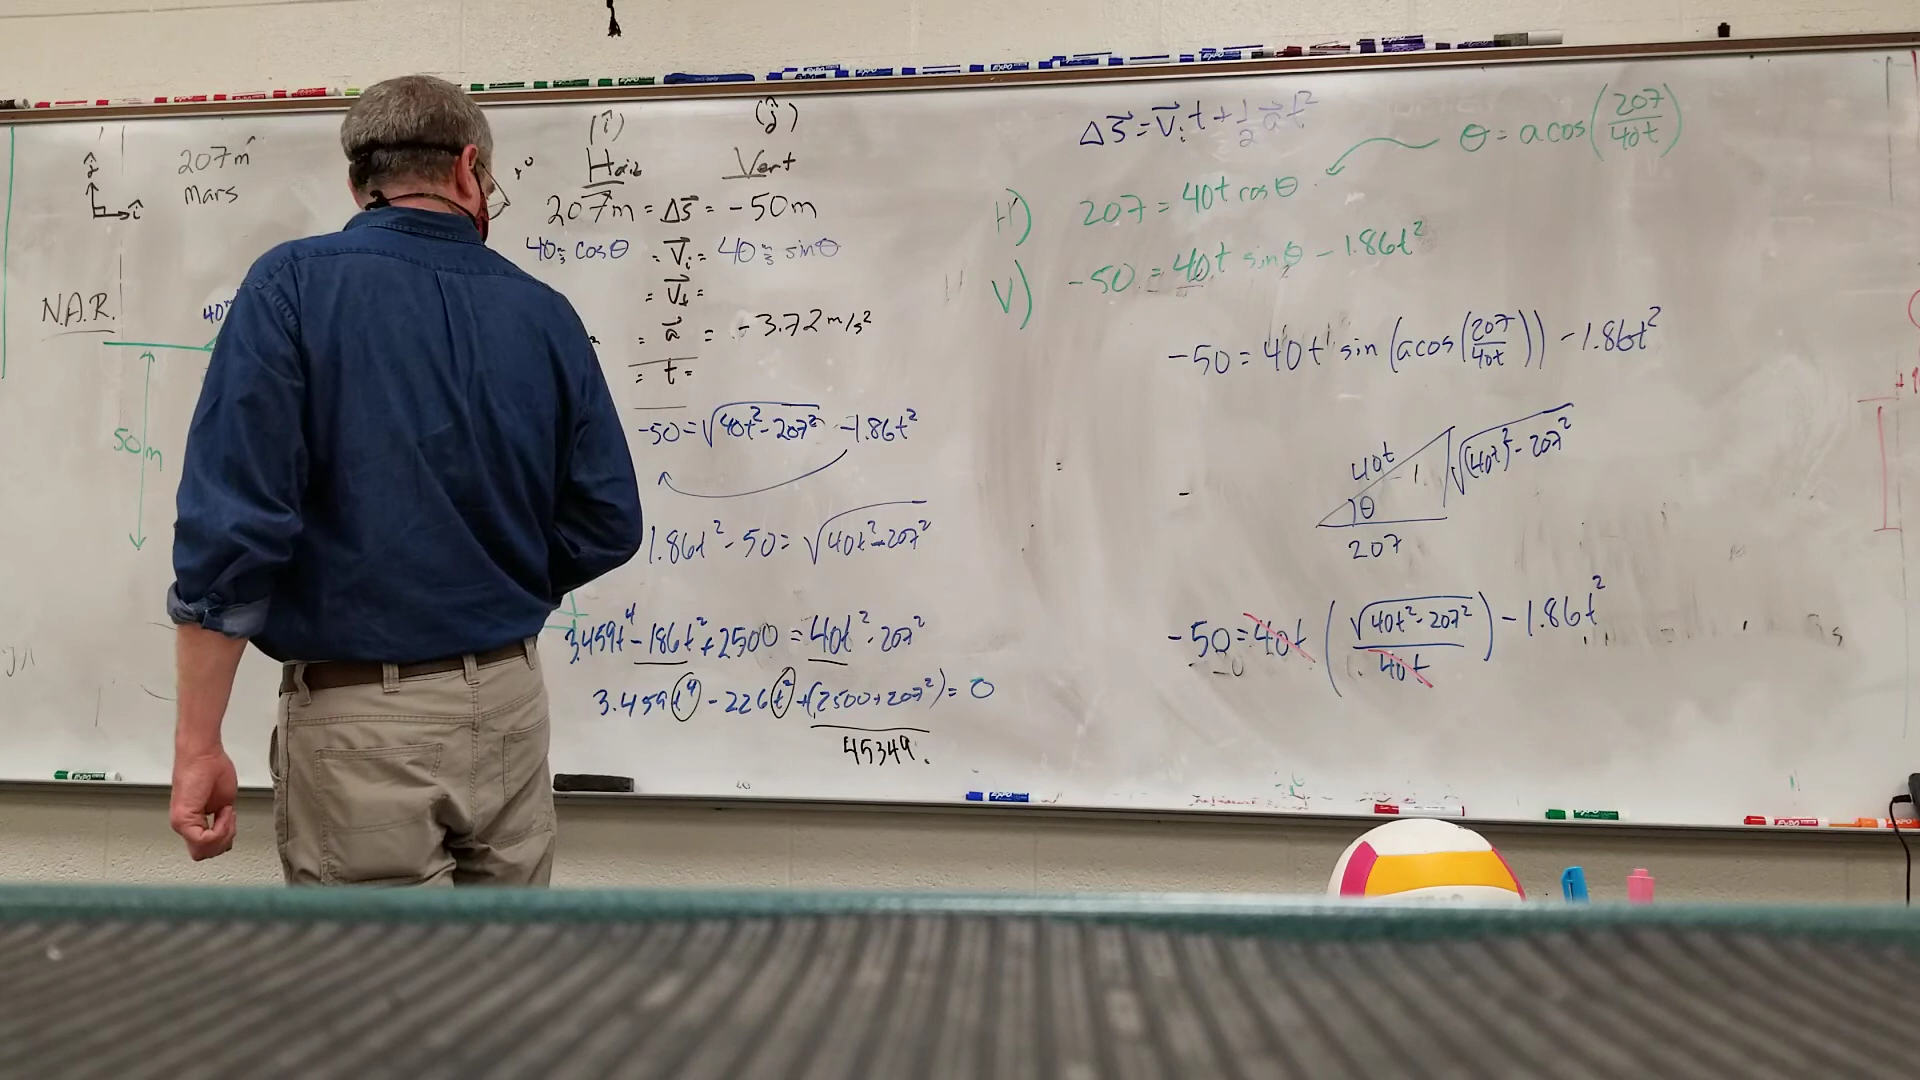 ĵ
î
207m
Mars
N.A.R.
40
50m
(î)
(ĵ)
Horiz
Vert
207m = Δs⃗ = -50m
40 m/s cosθ = v⃗ᵢ = 40 m/s sinθ
= v⃗f =
= a⃗ = -3.72 m/s²
= t =
-50 = √(40t² - 207²) - 1.86t²
1.86t² - 50 = √(40t² - 207²)
3.459t⁴ - 186t² + 2500 = 40t² - 207²
3.459t⁴ - 226t² + (2500 + 207²) = 0
45349.
Δs⃗ = v⃗ᵢt + 1/2 a⃗t²
θ = acos(207/40t)
H) 207 = 40t cosθ
V) -50 = 40t sinθ - 1.86t²
-50 = 40t sin(acos(207/40t)) - 1.86t²
40t
√((40t)² - 207²)
θ
207
-50 = 40t (√(40t² - 207²)/40t) - 1.86t²